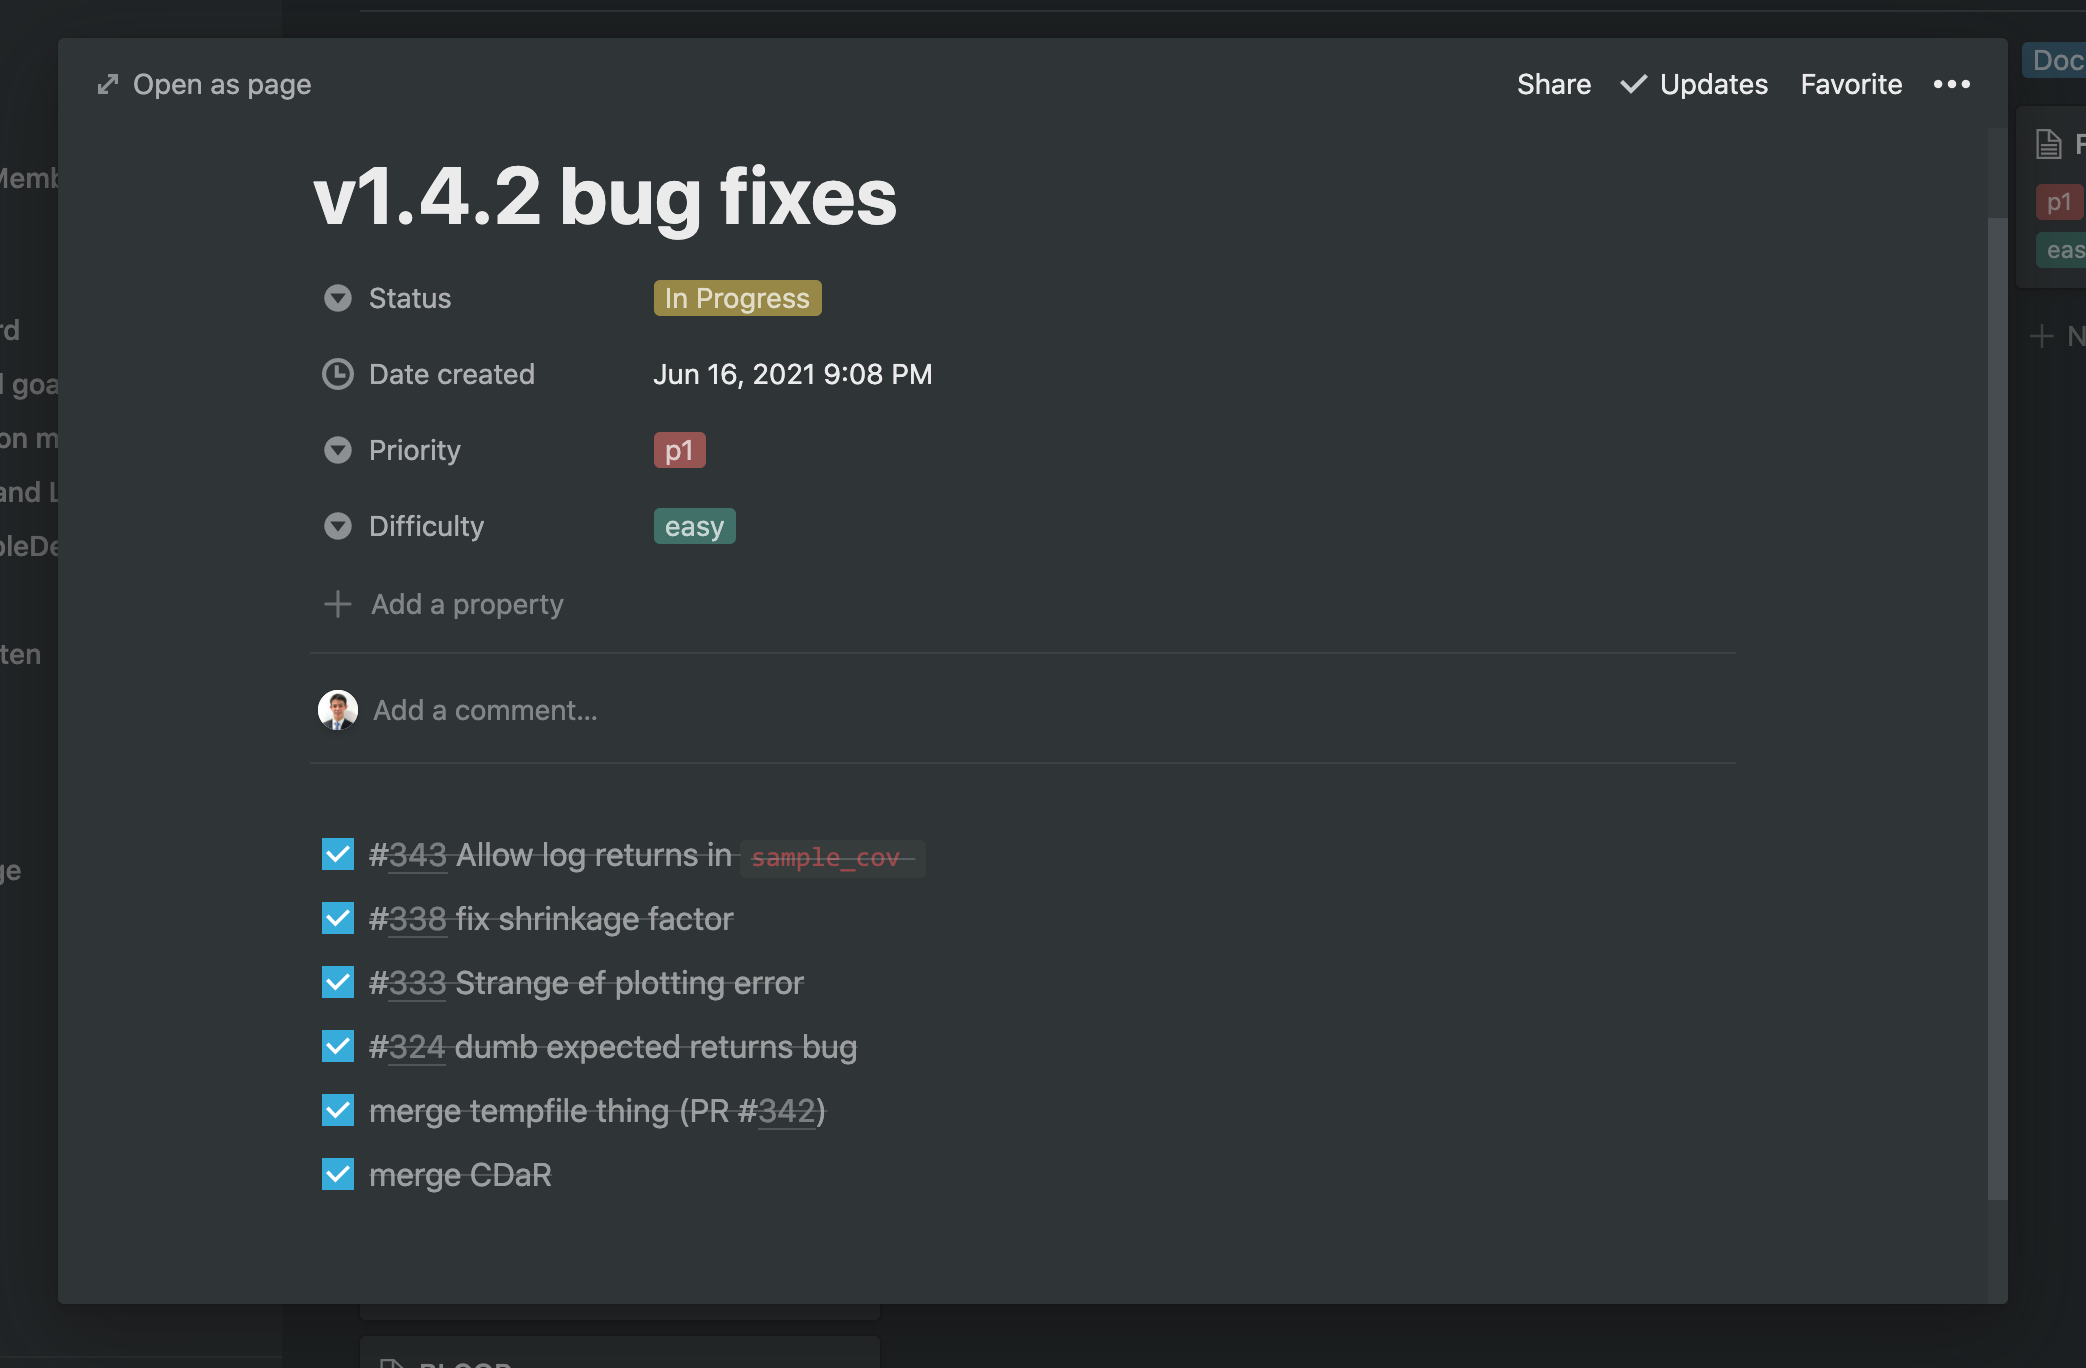 Open as page
Share
Updates
Favorite
Doc
Memb
p1
eas
v1.4.2 bug fixes
Status
In Progress
Date created
Jun 16, 2021 9:08 PM
Priority
p1
Difficulty
easy
Add a property
Add a comment...
#343 Allow log returns in sample_cov
#338 fix shrinkage factor
#333 Strange ef plotting error
#324 dumb expected returns bug
merge tempfile thing (PR #342)
merge CDaR
rd
l goa
on m
and L
pleDe
ten
ge